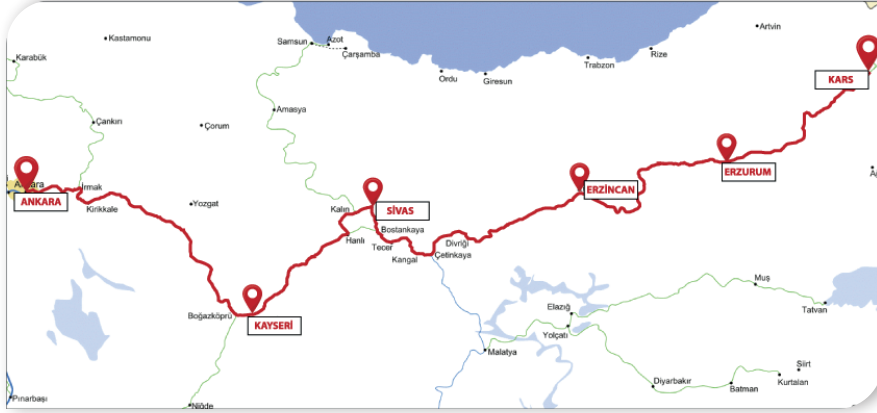 Kastamonu
Samsun
Azot
Çarşamba
Artvin
Karabük
Ordu
Giresun
Trabzon
Rize
KARS
Amasya
Çankırı
Çorum
ERZURUM
Irmak
ANKARA
Kırıkkale
Yozgat
Kalın
SİVAS
ERZİNCAN
Bostankaya
Hanlı
Tecer
Divriği
Kangal
Çetinkaya
Muş
Tatvan
Elazığ
Boğazköprü
KAYSERİ
Yolçatı
Malatya
Siirt
Diyarbakır
Batman
Kurtalan
Pınarbaşı
Niğde